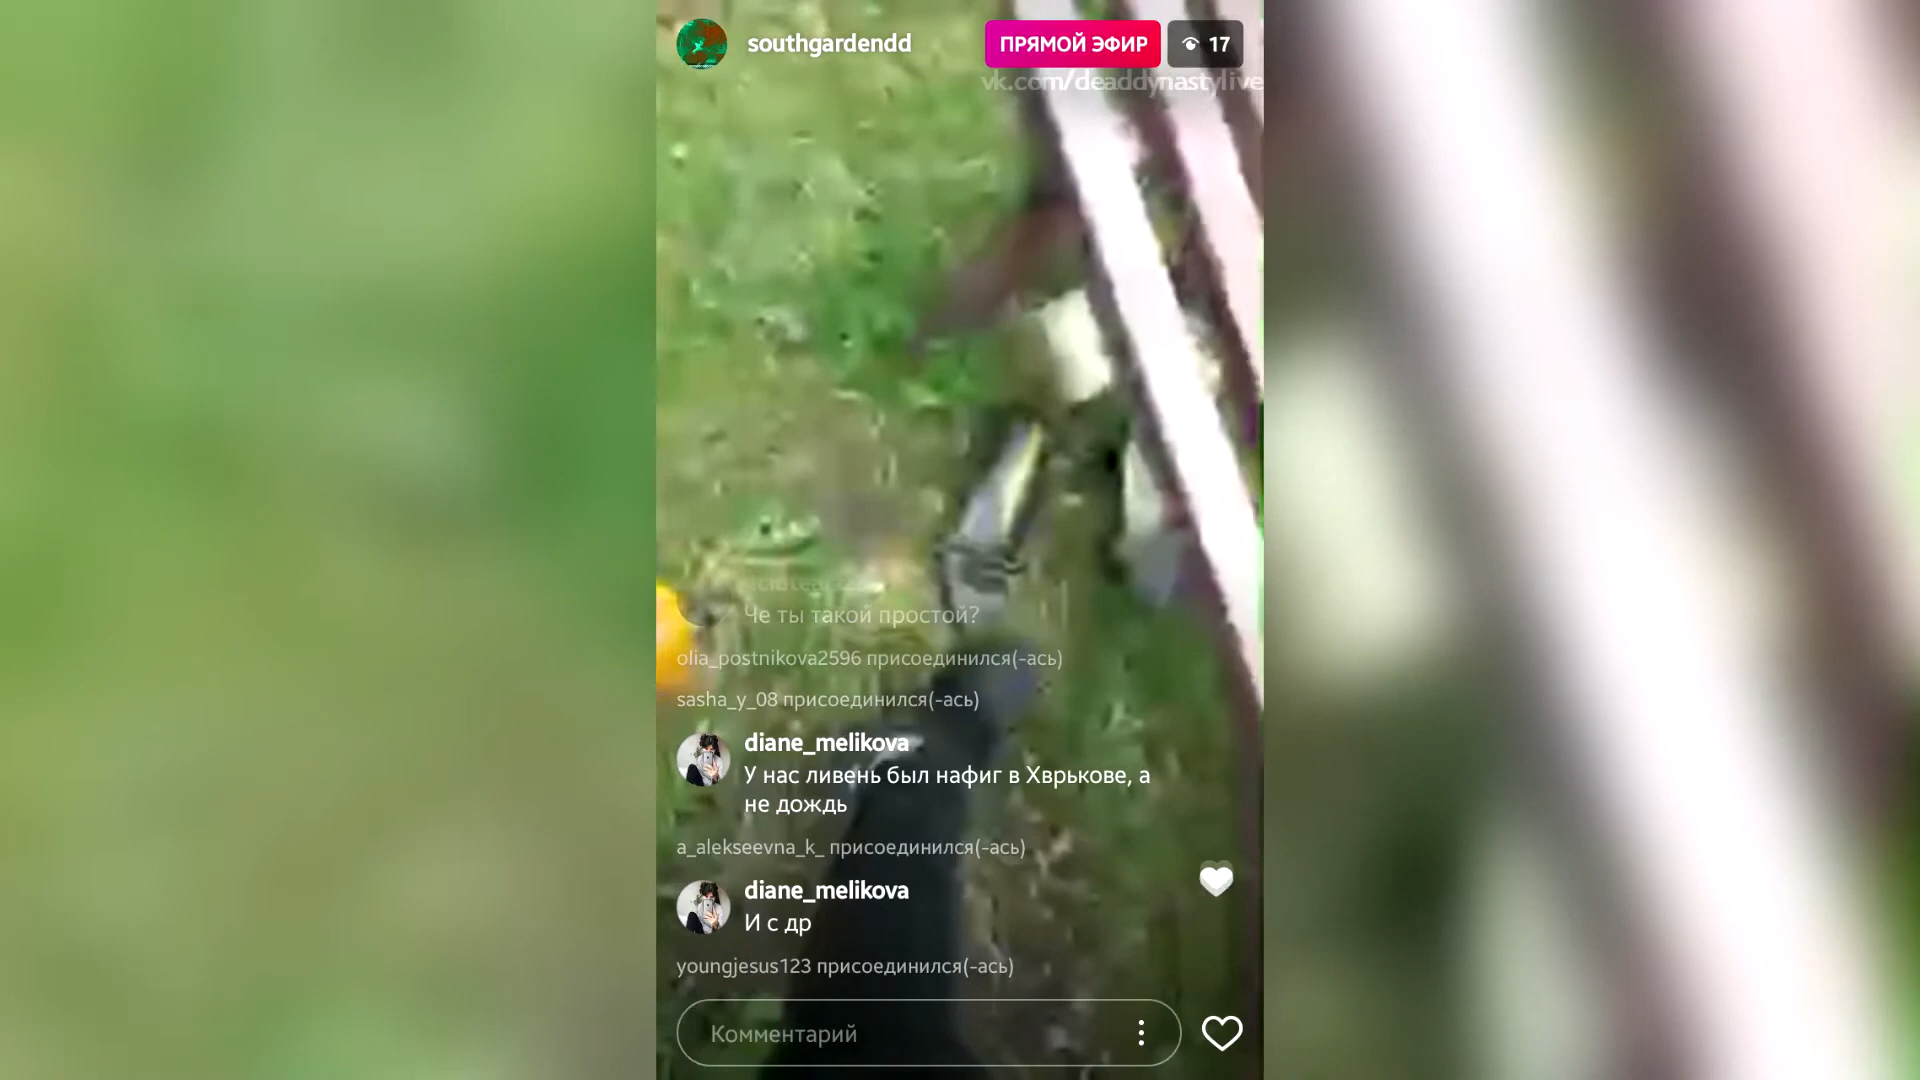 southgardendd
ПРЯМОЙ ЭФИР
17
vk.com/deaddynastylive
Че ты такой простой?
olia_postnikova2596 присоединился(-ась)
sasha_y_08 присоединился(-ась)
diane_melikova
У нас ливень был нафиг в Хврькове, а
не дождь
a_alekseevna_k_ присоединился(-ась)
diane_melikova
И с др
youngjesus123 присоединился(-ась)
Комментарий